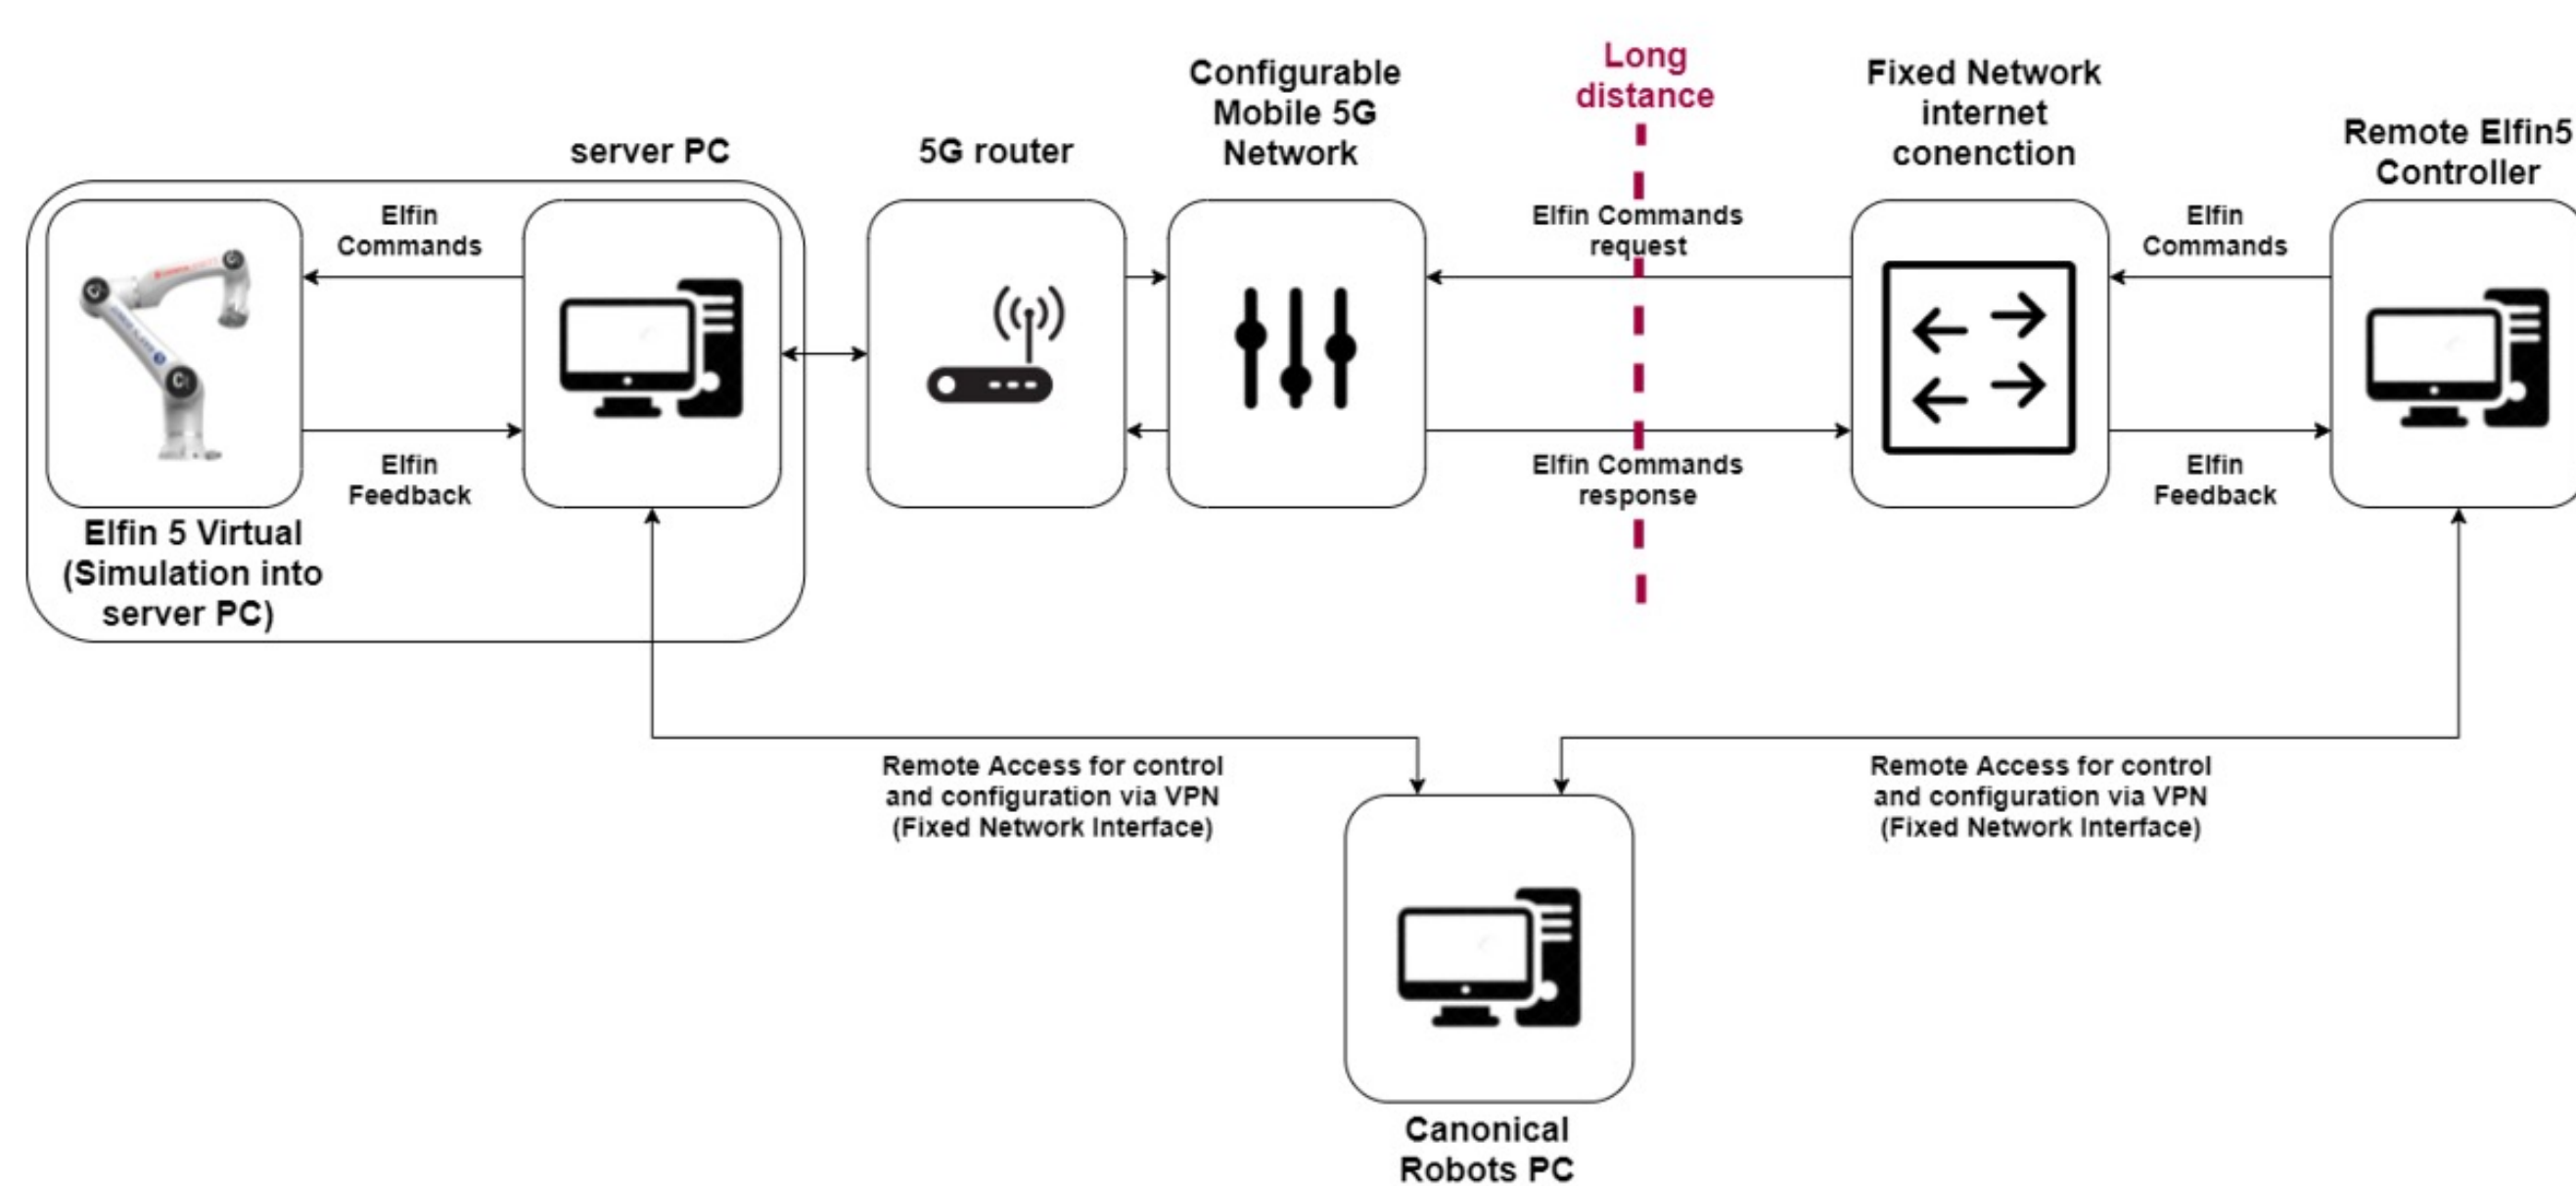 Long
distance
Configurable
Mobile 5G
Network
Fixed Network
internet
conenction
server PC
5G router
Remote Elfin5
Controller
Elfin
Commands
Elfin Commands
request
Elfin
Commands
Elfin
Feedback
Elfin Commands
response
Elfin
Feedback
Elfin 5 Virtual
(Simulation into
server PC)
Remote Access for control
and configuration via VPN
(Fixed Network Interface)
Remote Access for control
and configuration via VPN
(Fixed Network Interface)
Canonical
Robots PC